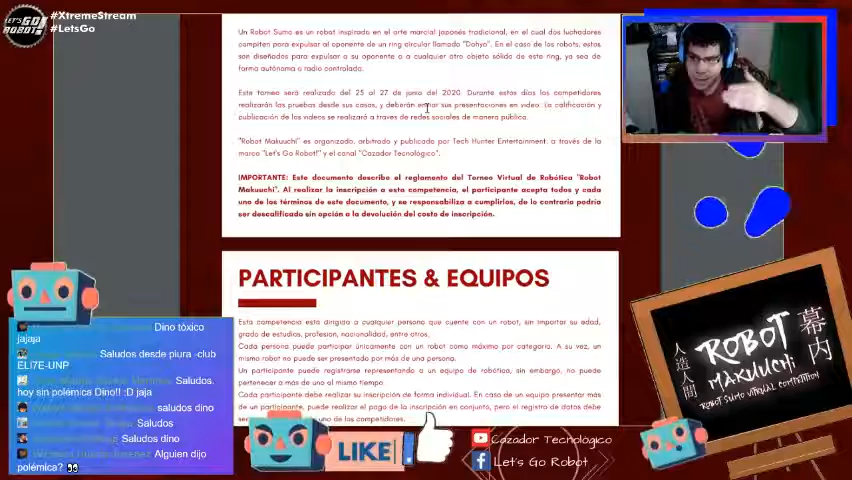 LET'S GO ROBOT!
#XtremeStream
#LetsGo
Un Robot Sumo es un robot inspirado en el arte marcial japonés tradicional, en el cual dos luchadores
compiten para expulsar al oponente de un ring circular llamado "Dohyo". En el caso de los robots, estos
son diseñados para expulsar a su oponente o a cualquier otro objeto sólido de este ring, ya sea de
forma autónoma o radio controlada.
Este torneo será realizado del 25 al 27 de junio del 2020. Durante estos días los competidores
realizarán las pruebas desde sus casas, y deberán enviar sus presentaciones en video. La calificación y
publicación de los videos se realizará a traves de redes sociales de manera pública.
"Robot Makuuchi" es organizado, arbitrado y publicado por Tech Hunter Entertainment, a través de la
marca "Let's Go Robot!" y el canal "Cazador Tecnológico".
IMPORTANTE: Este documento describe el reglamento del Torneo Virtual de Robótica "Robot
Makuuchi". Al realizar la inscripción a esta competencia, el participante acepta todos y cada
uno de los términos de este documento, y se responsabiliza a cumplirlos, de lo contrario podría
ser descalificado sin opción a la devolución del costo de inscripción.
PARTICIPANTES & EQUIPOS
Esta competencia está dirigida a cualquier persona que cuente con un robot, sin importar su edad,
grado de estudios, profesion, nacionalidad, entre otros.
Cada persona puede participar únicamente con un robot como máximo por categoría. A su vez, un
mismo robot no puede ser presentado por más de una persona.
Un participante puede registrarse representando a un equipo de robótica, sin embargo, no puede
pertenecer a más de uno al mismo tiempo.
Cada participante debe realizar su inscripción de forma individual. En caso de un equipo presentar más
de un participante, puede realizar el pago de la inscripción en conjunto, pero el registro de datos debe
uno de los competidores.
Dino tóxico
jajaja
Saludos desde piura -club
ELI7E-UNP
Saludos.
hoy sin polémica Dino!! :D jaja
saludos dino
Saludos
Saludos dino
Alguien dijo
polémica?
LIKE
Cazador Tecnológico
Let's Go Robot
ROBOT
MAKUUCHI
ROBOT SUMO VIRTUAL COMPETITION
幕内
人造人間